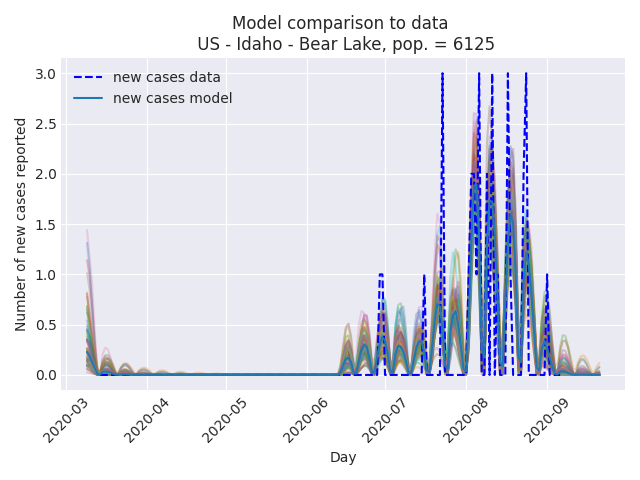 Model comparison to data
US - Idaho - Bear Lake, pop. = 6125
new cases data
new cases model
Number of new cases reported
3.0
2.5
2.0
1.5
1.0
0.5
0.0
2020-03
2020-04
2020-05
2020-06
2020-07
2020-08
2020-09
Day